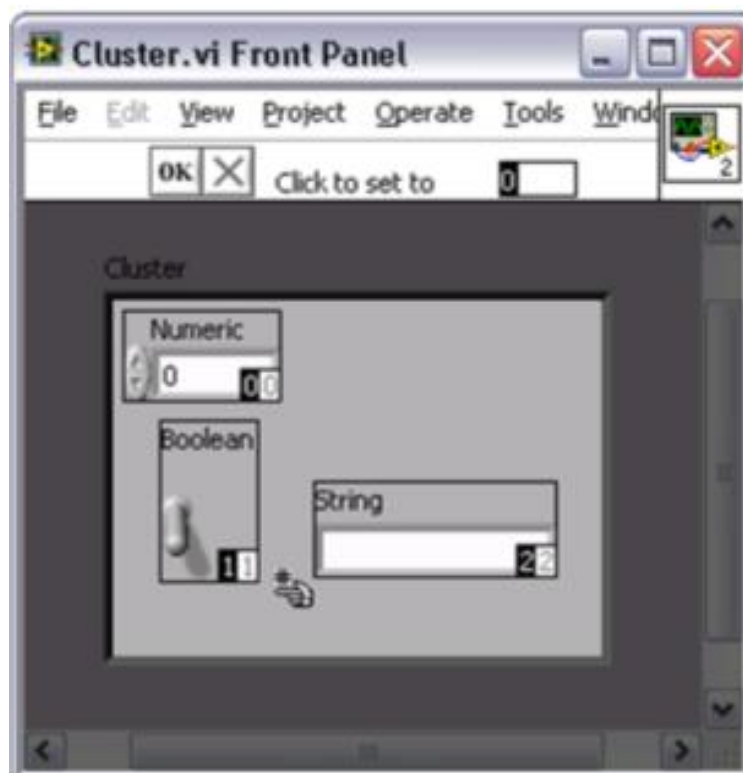 Cluster.vi Front Panel
File Edit View Project Operate Tools Wind
OK Click to set to 0
2
Cluster
Numeric
0 0 0
Boolean
1 1
String
2 2